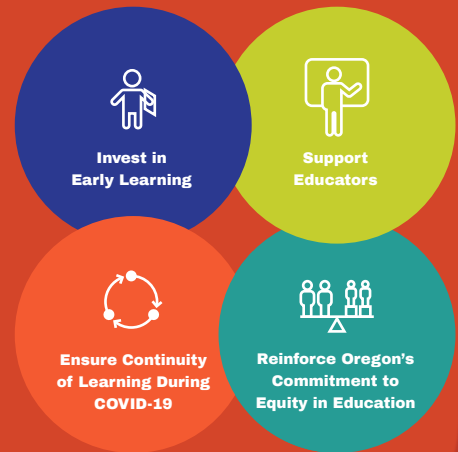 Invest in
Early Learning
Support
Educators
Ensure Continuity
of Learning During
COVID-19
Reinforce Oregon’s
Commitment to
Equity in Education